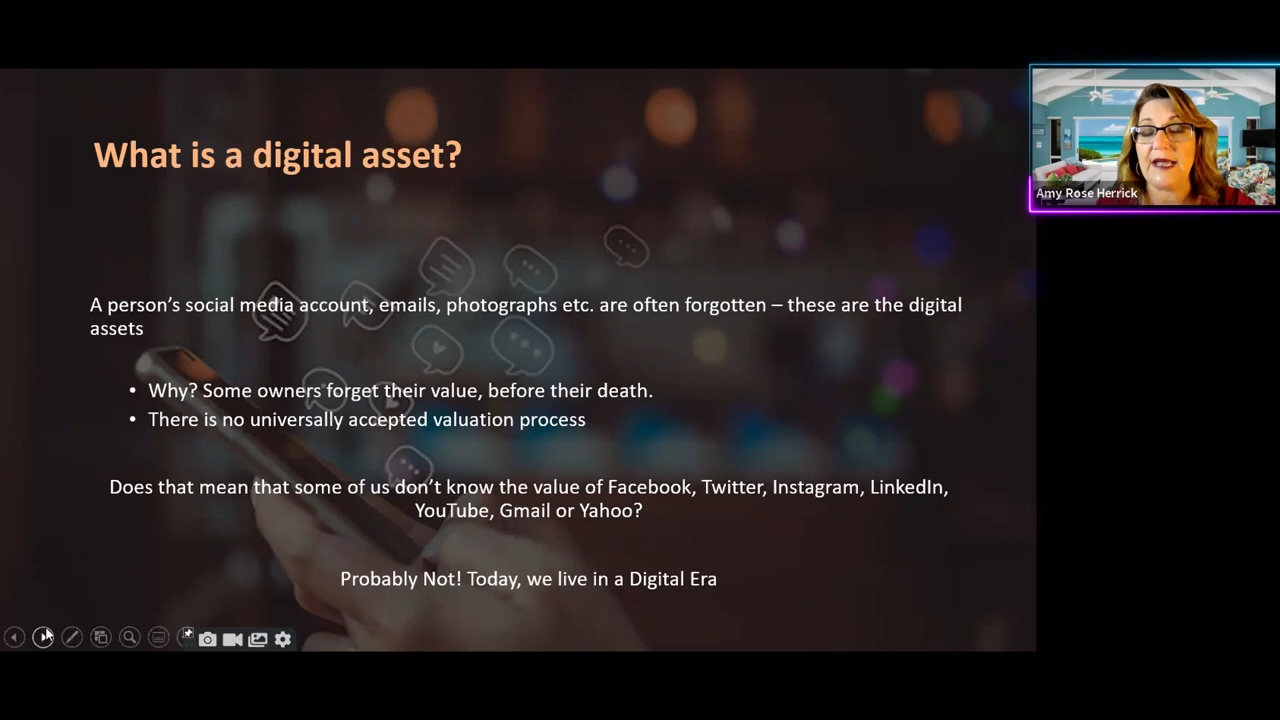 What is a digital asset?
A person's social media account, emails, photographs etc. are often forgotten – these are the digital
assets
• Why? Some owners forget their value, before their death.
• There is no universally accepted valuation process
Does that mean that some of us don't know the value of Facebook, Twitter, Instagram, LinkedIn,
YouTube, Gmail or Yahoo?
Probably Not! Today, we live in a Digital Era
Amy Rose Herrick